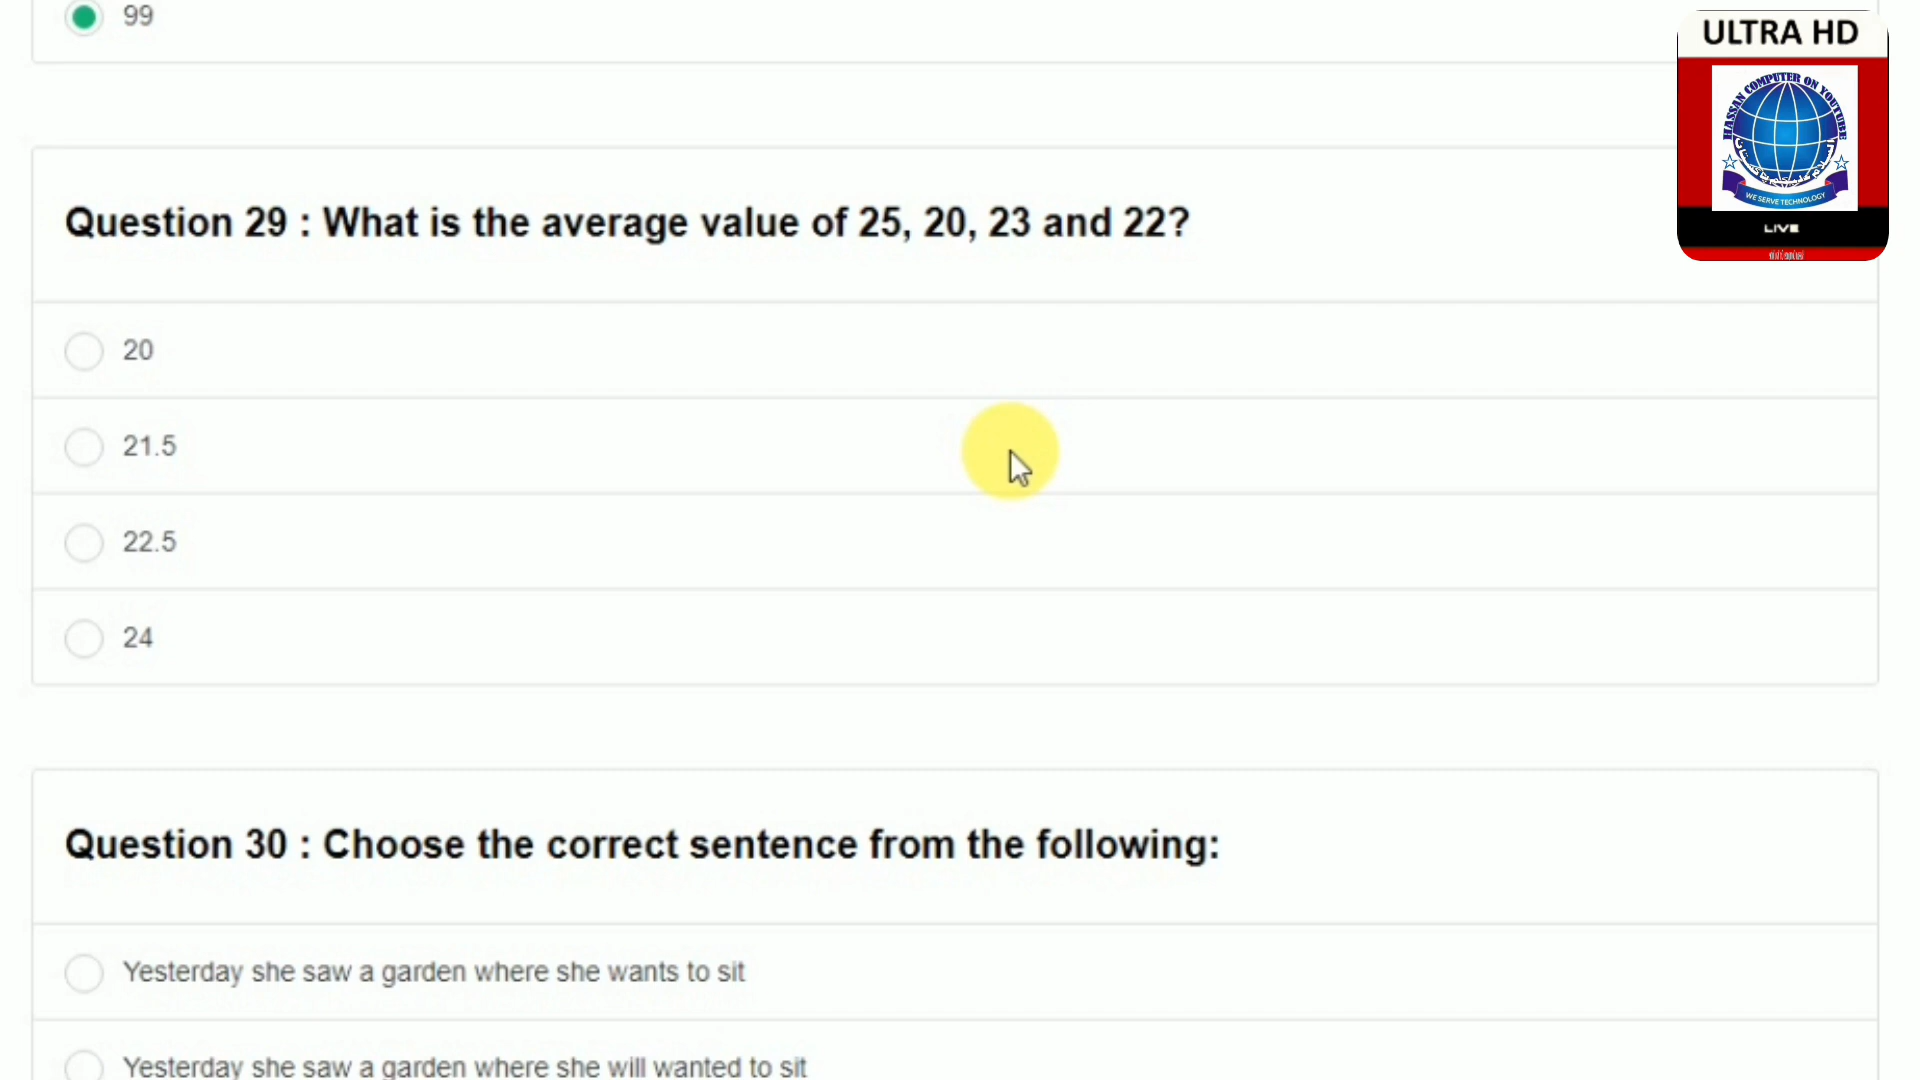 99
ULTRA HD
HASSAN COMPUTER ON YOUTUBE
WE SERVE TECHNOLOGY
LIVE
Question 29 : What is the average value of 25, 20, 23 and 22?
20
21.5
22.5
24
Question 30 : Choose the correct sentence from the following:
Yesterday she saw a garden where she wants to sit
Yesterday she saw a garden where she will wanted to sit